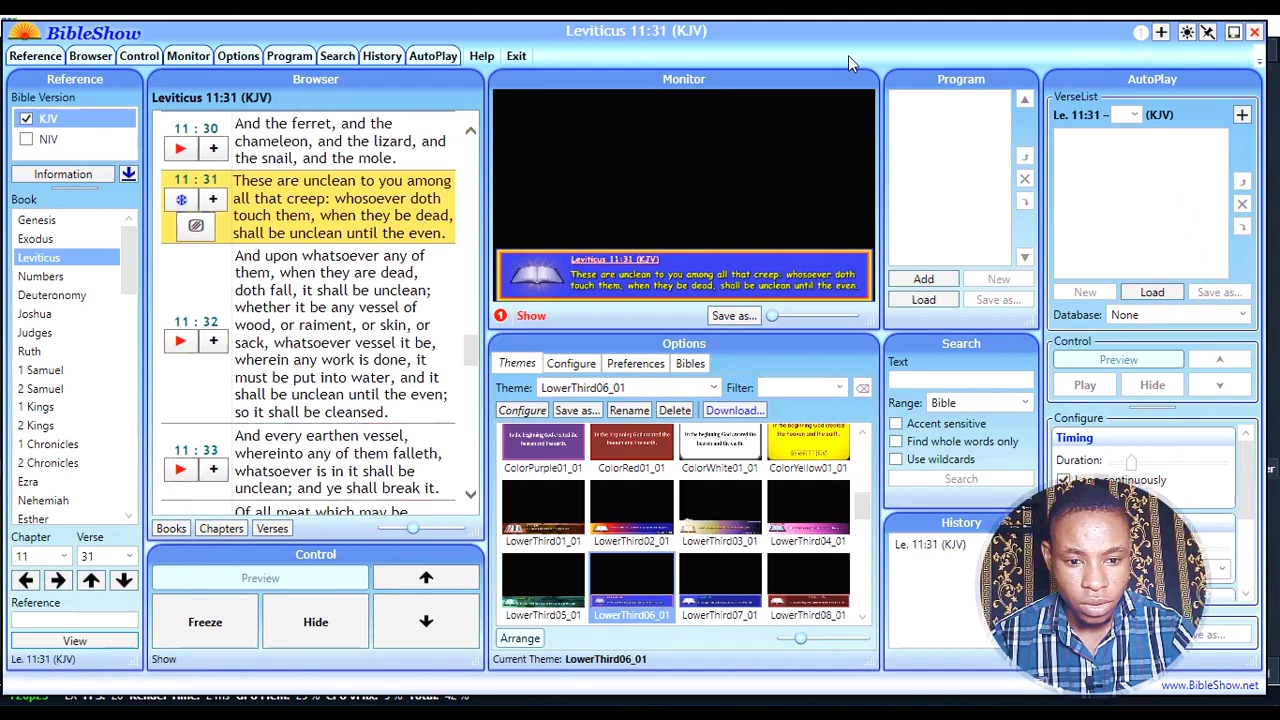 BibleShow
Leviticus 11:31 (KJV)
1
Reference Browser Control Monitor Options Program Search History AutoPlay Help Exit
Reference
Bible Version
KJV
NIV
Information
Book
Genesis
Exodus
Leviticus
Numbers
Deuteronomy
Joshua
Judges
Ruth
1 Samuel
2 Samuel
1 Kings
2 Kings
1 Chronicles
2 Chronicles
Ezra
Nehemiah
Esther
Chapter Verse
11 31
Reference
View
Le. 11:31 (KJV)
Browser
Leviticus 11:31 (KJV)
11 : 30
And the ferret, and the
chameleon, and the lizard, and
the snail, and the mole.
11 : 31
These are unclean to you among
all that creep: whosoever doth
touch them, when they be dead,
shall be unclean until the even.
11 : 32
And upon whatsoever any of
them, when they are dead,
doth fall, it shall be unclean;
whether it be any vessel of
wood, or raiment, or skin, or
sack, whatsoever vessel it be,
wherein any work is done, it
must be put into water, and it
shall be unclean until the even;
so it shall be cleansed.
11 : 33
And every earthen vessel,
whereinto any of them falleth,
whatsoever is in it shall be
unclean; and ye shall break it.
Of all meat which may be
Books Chapters Verses
Control
Preview
Freeze
Hide
Show
Monitor
Leviticus 11:31 (KJV)
These are unclean to you among all that creep: whosoever doth
touch them, when they be dead, shall be unclean until the even.
1 Show
Save as...
Options
Themes Configure Preferences Bibles
Theme: LowerThird06_01 Filter:
Configure Save as... Rename Delete Download...
ColorPurple01_01 ColorRed01_01 ColorWhite01_01 ColorYellow01_01
LowerThird01_01 LowerThird02_01 LowerThird03_01 LowerThird04_01
LowerThird05_01 LowerThird06_01 LowerThird07_01 LowerThird08_01
Arrange
Current Theme: LowerThird06_01
Program
Add New
Load Save as...
Search
Text
Range: Bible
Accent sensitive
Find whole words only
Use wildcards
Search
History
Le. 11:31 (KJV)
AutoPlay
VerseList
Le. 11:31 – (KJV)
New Load Save as...
Database: None
Control
Preview
Play Hide
Configure
Timing
Duration:
continuously
as...
www.BibleShow.net